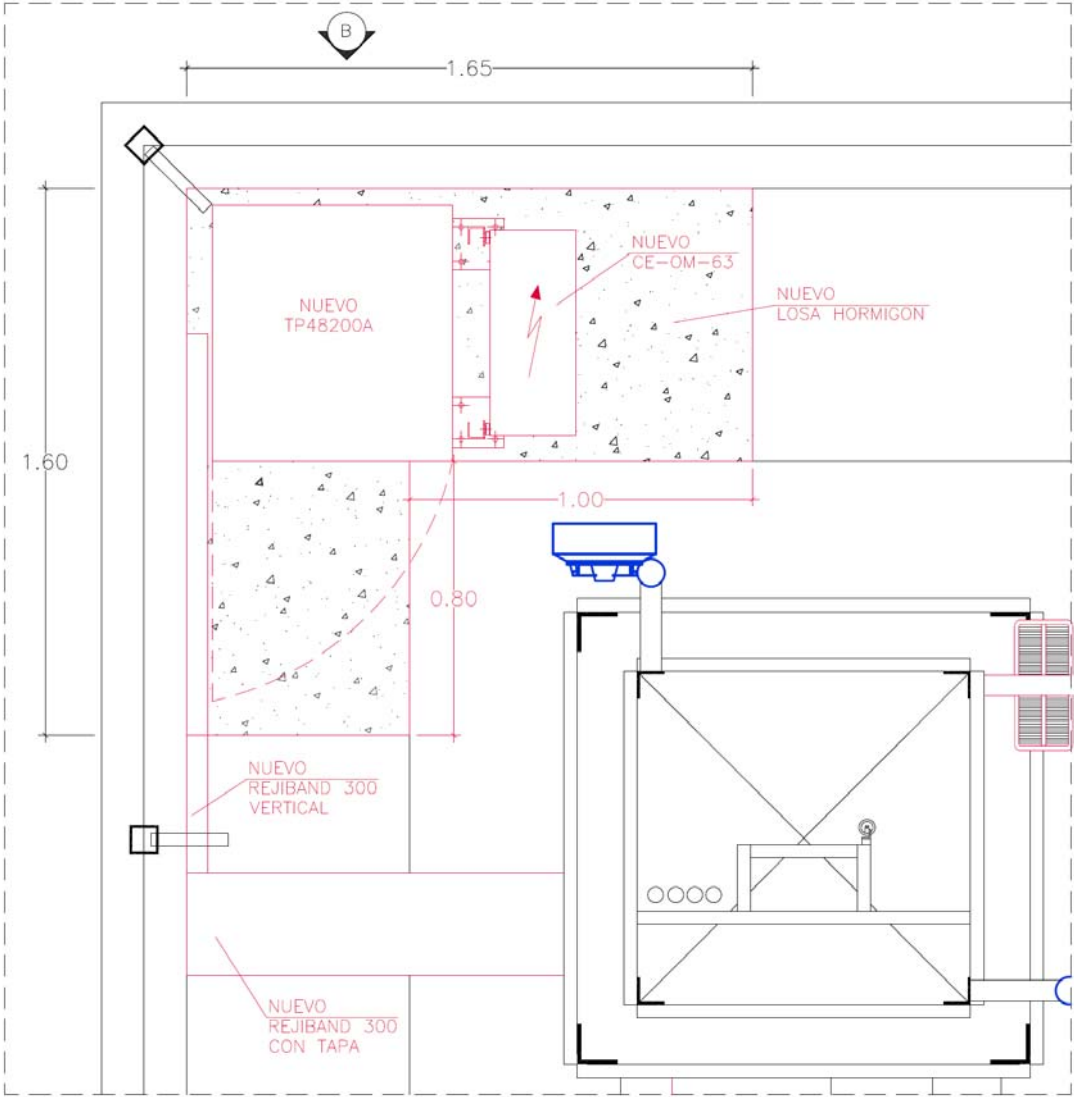 B
1.65
NUEVO
CE-OM-63
NUEVO
LOSA HORMIGON
NUEVO
TP48200A
1.60
1.00
0.80
NUEVO
REJIBAND 300
VERTICAL
NUEVO
REJIBAND 300
CON TAPA